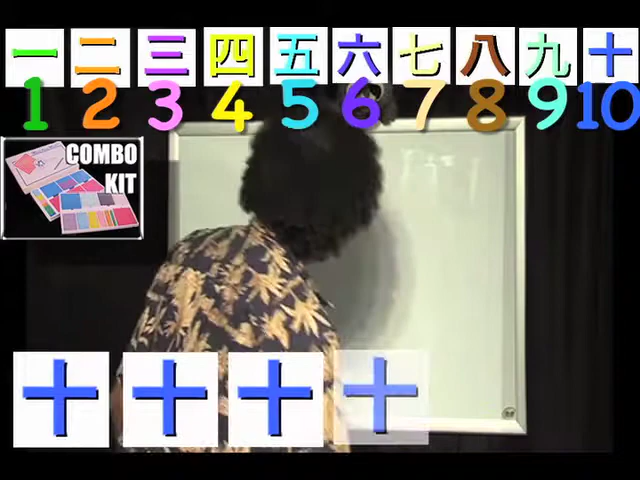 一 二 三 四 五 六 七 八 九 十
1 2 3 4 5 6 7 8 9 10
COMBO
KIT
十 十 十 十